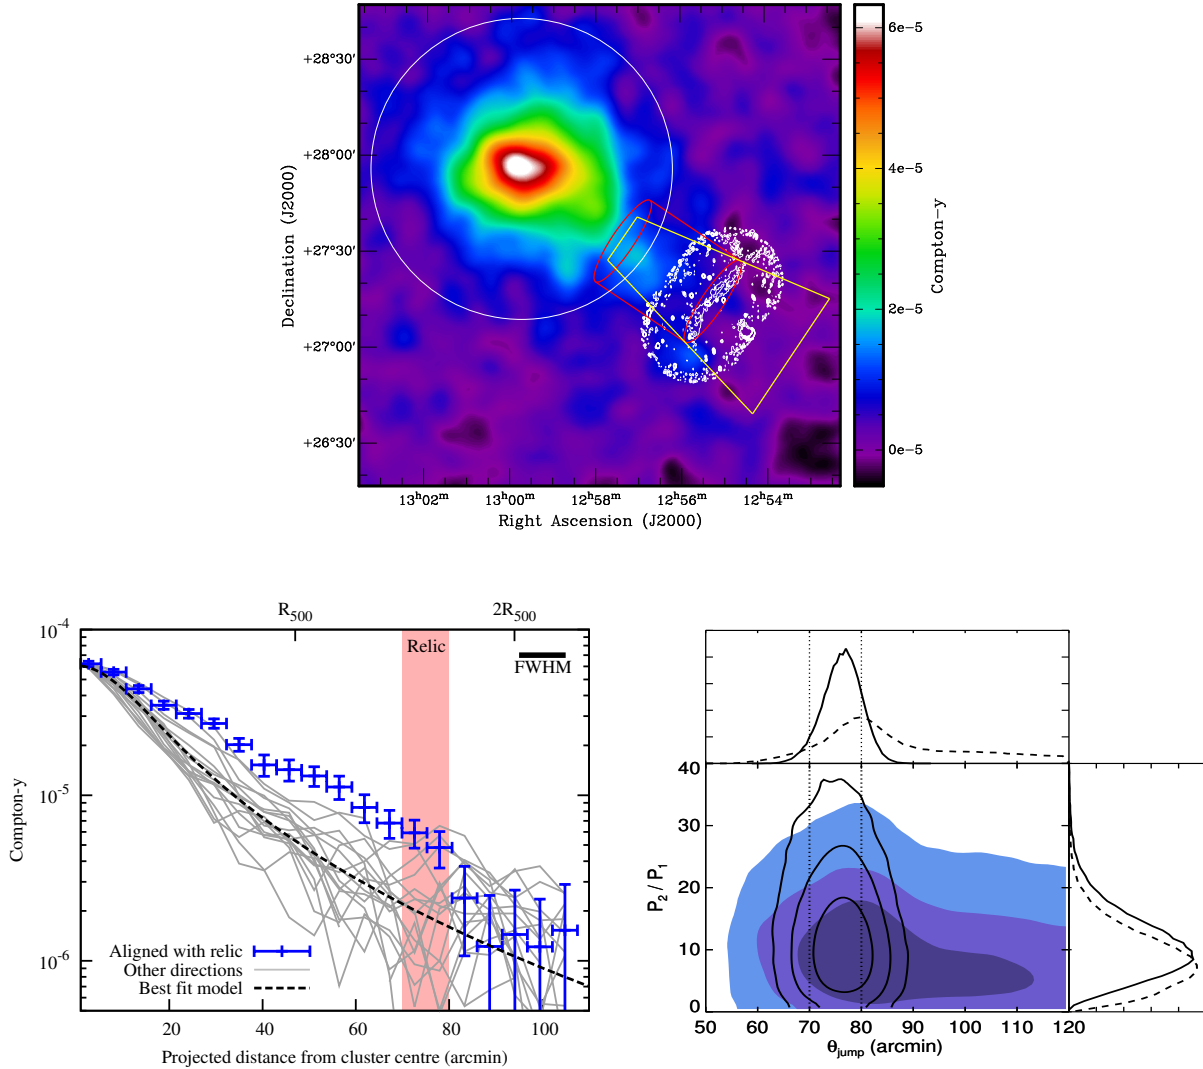 +28°30′
+28°00′
+27°30′
+27°00′
+26°30′
Declination (J2000)
13ʰ02ᵐ 13ʰ00ᵐ 12ʰ58ᵐ 12ʰ56ᵐ 12ʰ54ᵐ
Right Ascension (J2000)
6e−5
4e−5
2e−5
0e−5
Compton−y
R₅₀₀ 2R₅₀₀
10⁻⁴
10⁻⁵
10⁻⁶
Compton-y
Relic
FWHM
Aligned with relic
Other directions
Best fit model
20 40 60 80 100
Projected distance from cluster centre (arcmin)
40
30
20
10
0
P₂ / P₁
50 60 70 80 90 100 110 120
θjump (arcmin)